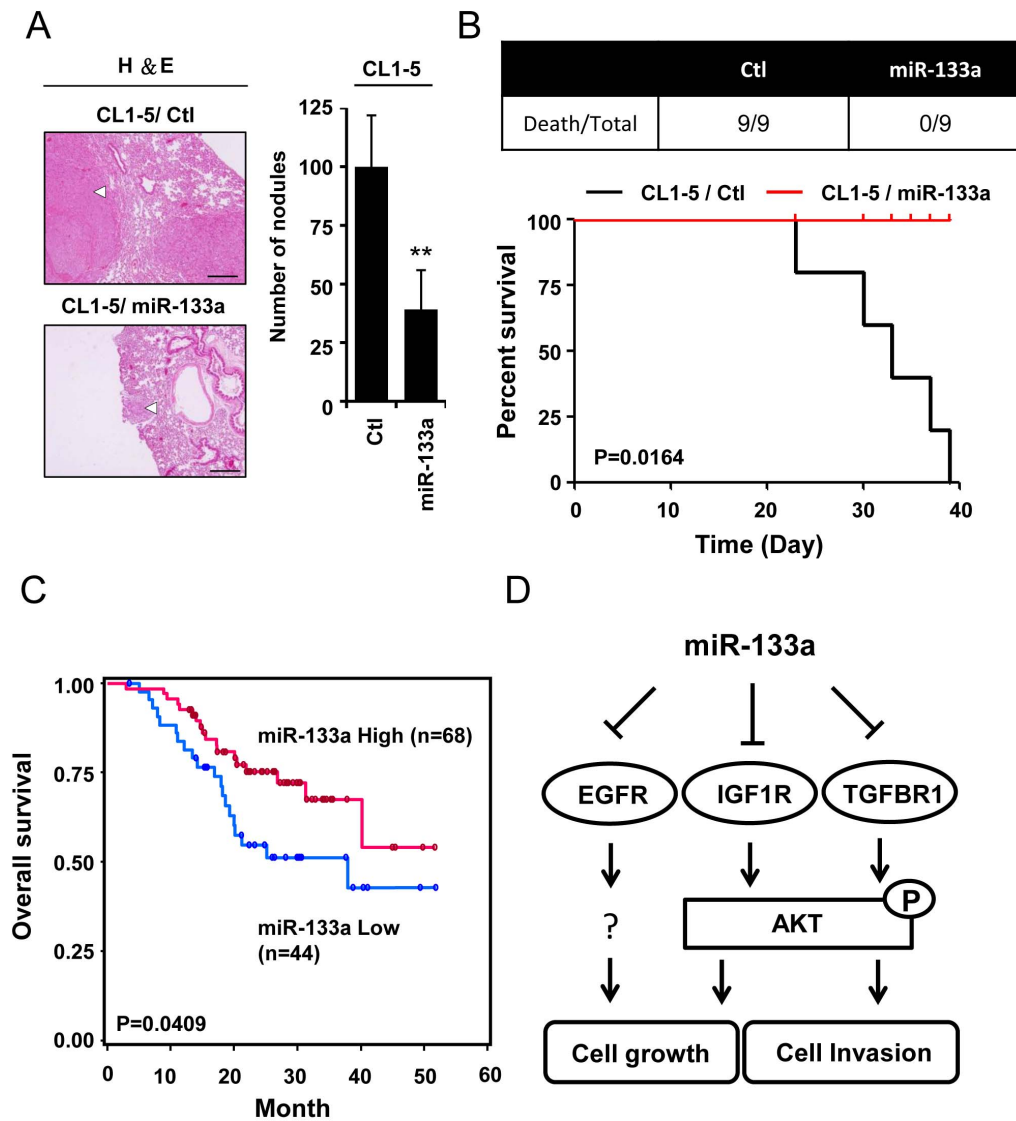 A
H & E
CL1-5/ Ctl
CL1-5/ miR-133a
CL1-5
Number of nodules
125
100
75
50
25
0
**
Ctl
miR-133a
B
Ctl miR-133a
Death/Total 9/9 0/9
CL1-5 / Ctl CL1-5 / miR-133a
Percent survival
100
75
50
25
0
P=0.0164
0 10 20 30 40
Time (Day)
C
Overall survival
1.00
0.75
0.50
0.25
0.00
miR-133a High (n=68)
miR-133a Low
(n=44)
P=0.0409
0 10 20 30 40 50 60
Month
D
miR-133a
EGFR IGF1R TGFBR1
P
? AKT
Cell growth Cell Invasion